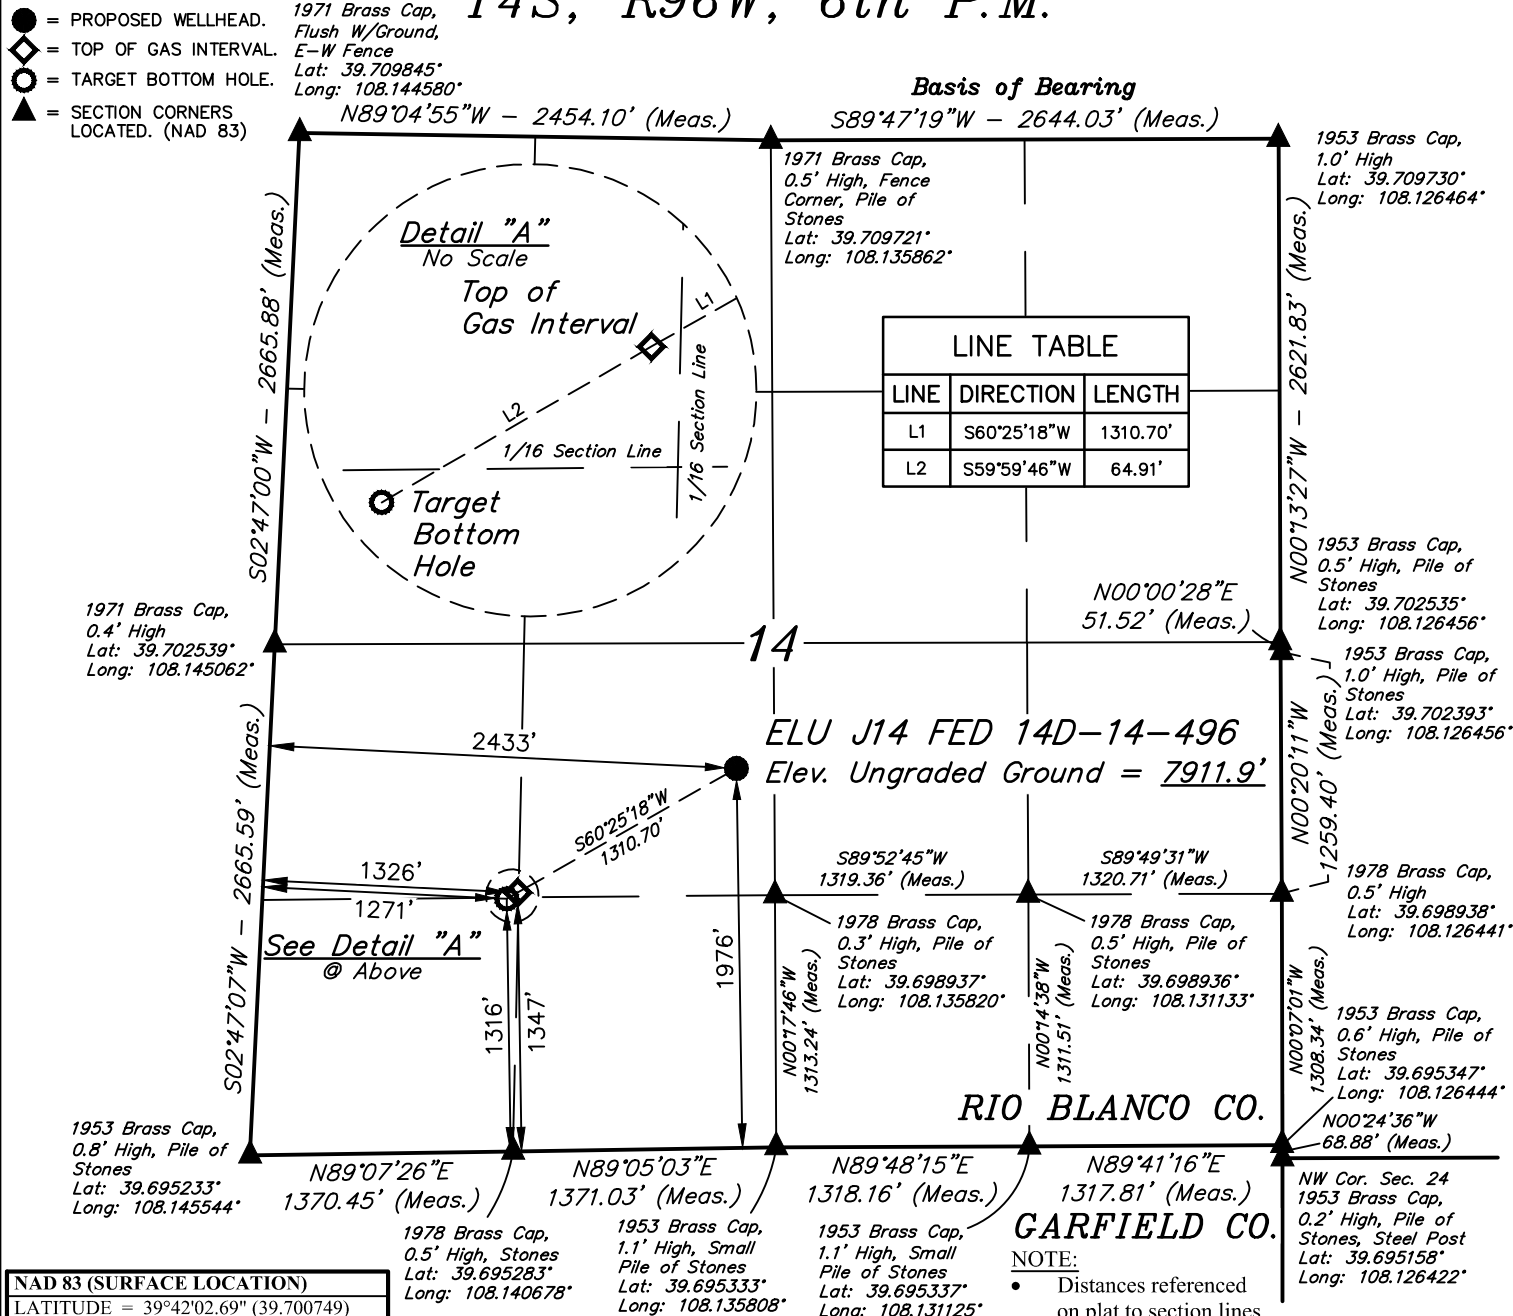 T4S, R96W, 6th P.M.
= PROPOSED WELLHEAD.
= TOP OF GAS INTERVAL.
= TARGET BOTTOM HOLE.
= SECTION CORNERS
LOCATED. (NAD 83)
1971 Brass Cap,
Flush W/Ground,
E-W Fence
Lat: 39.709845°
Long: 108.144580°
N89°04'55"W - 2454.10' (Meas.)
Basis of Bearing
S89°47'19"W - 2644.03' (Meas.)
1953 Brass Cap,
1.0' High
Lat: 39.709730°
Long: 108.126464°
1971 Brass Cap,
0.5' High, Fence
Corner, Pile of
Stones
Lat: 39.709721°
Long: 108.135862°
Detail "A"
No Scale
Top of
Gas Interval
L1
L2
1/16 Section Line
1/16 Section Line
Target
Bottom
Hole
S02°47'00"W - 2665.88' (Meas.)
LINE TABLE
LINE DIRECTION LENGTH
L1 S60°25'18"W 1310.70'
L2 S59°59'46"W 64.91'
N00°13'27"W - 2621.83' (Meas.)
1953 Brass Cap,
0.5' High, Pile of
Stones
Lat: 39.702535°
Long: 108.126456°
N00°00'28"E
51.52' (Meas.)
1971 Brass Cap,
0.4' High
Lat: 39.702539°
Long: 108.145062°
14
1953 Brass Cap,
1.0' High, Pile of
Stones
Lat: 39.702393°
Long: 108.126456°
2433'
ELU J14 FED 14D-14-496
Elev. Ungraded Ground = 7911.9'
S60°25'18"W
1310.70'
N00°20'11"W
1259.40' (Meas.)
S02°47'07"W - 2665.59' (Meas.)
1326'
1271'
See Detail "A"
@ Above
S89°52'45"W
1319.36' (Meas.)
S89°49'31"W
1320.71' (Meas.)
1978 Brass Cap,
0.5' High
Lat: 39.698938°
Long: 108.126441°
1978 Brass Cap,
0.3' High, Pile of
Stones
Lat: 39.698937°
Long: 108.135820°
1978 Brass Cap,
0.5' High, Pile of
Stones
Lat: 39.698936°
Long: 108.131133°
1316'
1347'
1976'
N00°17'46"W
1313.24' (Meas.)
N00°14'38"W
1311.51' (Meas.)
N00°07'01"W
1308.34' (Meas.)
1953 Brass Cap,
0.6' High, Pile of
Stones
Lat: 39.695347°
Long: 108.126444°
RIO BLANCO CO.
N00°24'36"W
68.88' (Meas.)
1953 Brass Cap,
0.8' High, Pile of
Stones
Lat: 39.695233°
Long: 108.145544°
N89°07'26"E
1370.45' (Meas.)
N89°05'03"E
1371.03' (Meas.)
N89°48'15"E
1318.16' (Meas.)
N89°41'16"E
1317.81' (Meas.)
NW Cor. Sec. 24
1953 Brass Cap,
0.2' High, Pile of
Stones, Steel Post
Lat: 39.695158°
Long: 108.126422°
1978 Brass Cap,
0.5' High, Stones
Lat: 39.695283°
Long: 108.140678°
1953 Brass Cap,
1.1' High, Small
Pile of Stones
Lat: 39.695333°
Long: 108.135808°
1953 Brass Cap,
1.1' High, Small
Pile of Stones
Lat: 39.695337°
Long: 108.131125°
GARFIELD CO.
NOTE:
• Distances referenced
on plat to section lines
NAD 83 (SURFACE LOCATION)
LATITUDE = 39°42'02.69" (39.700749)